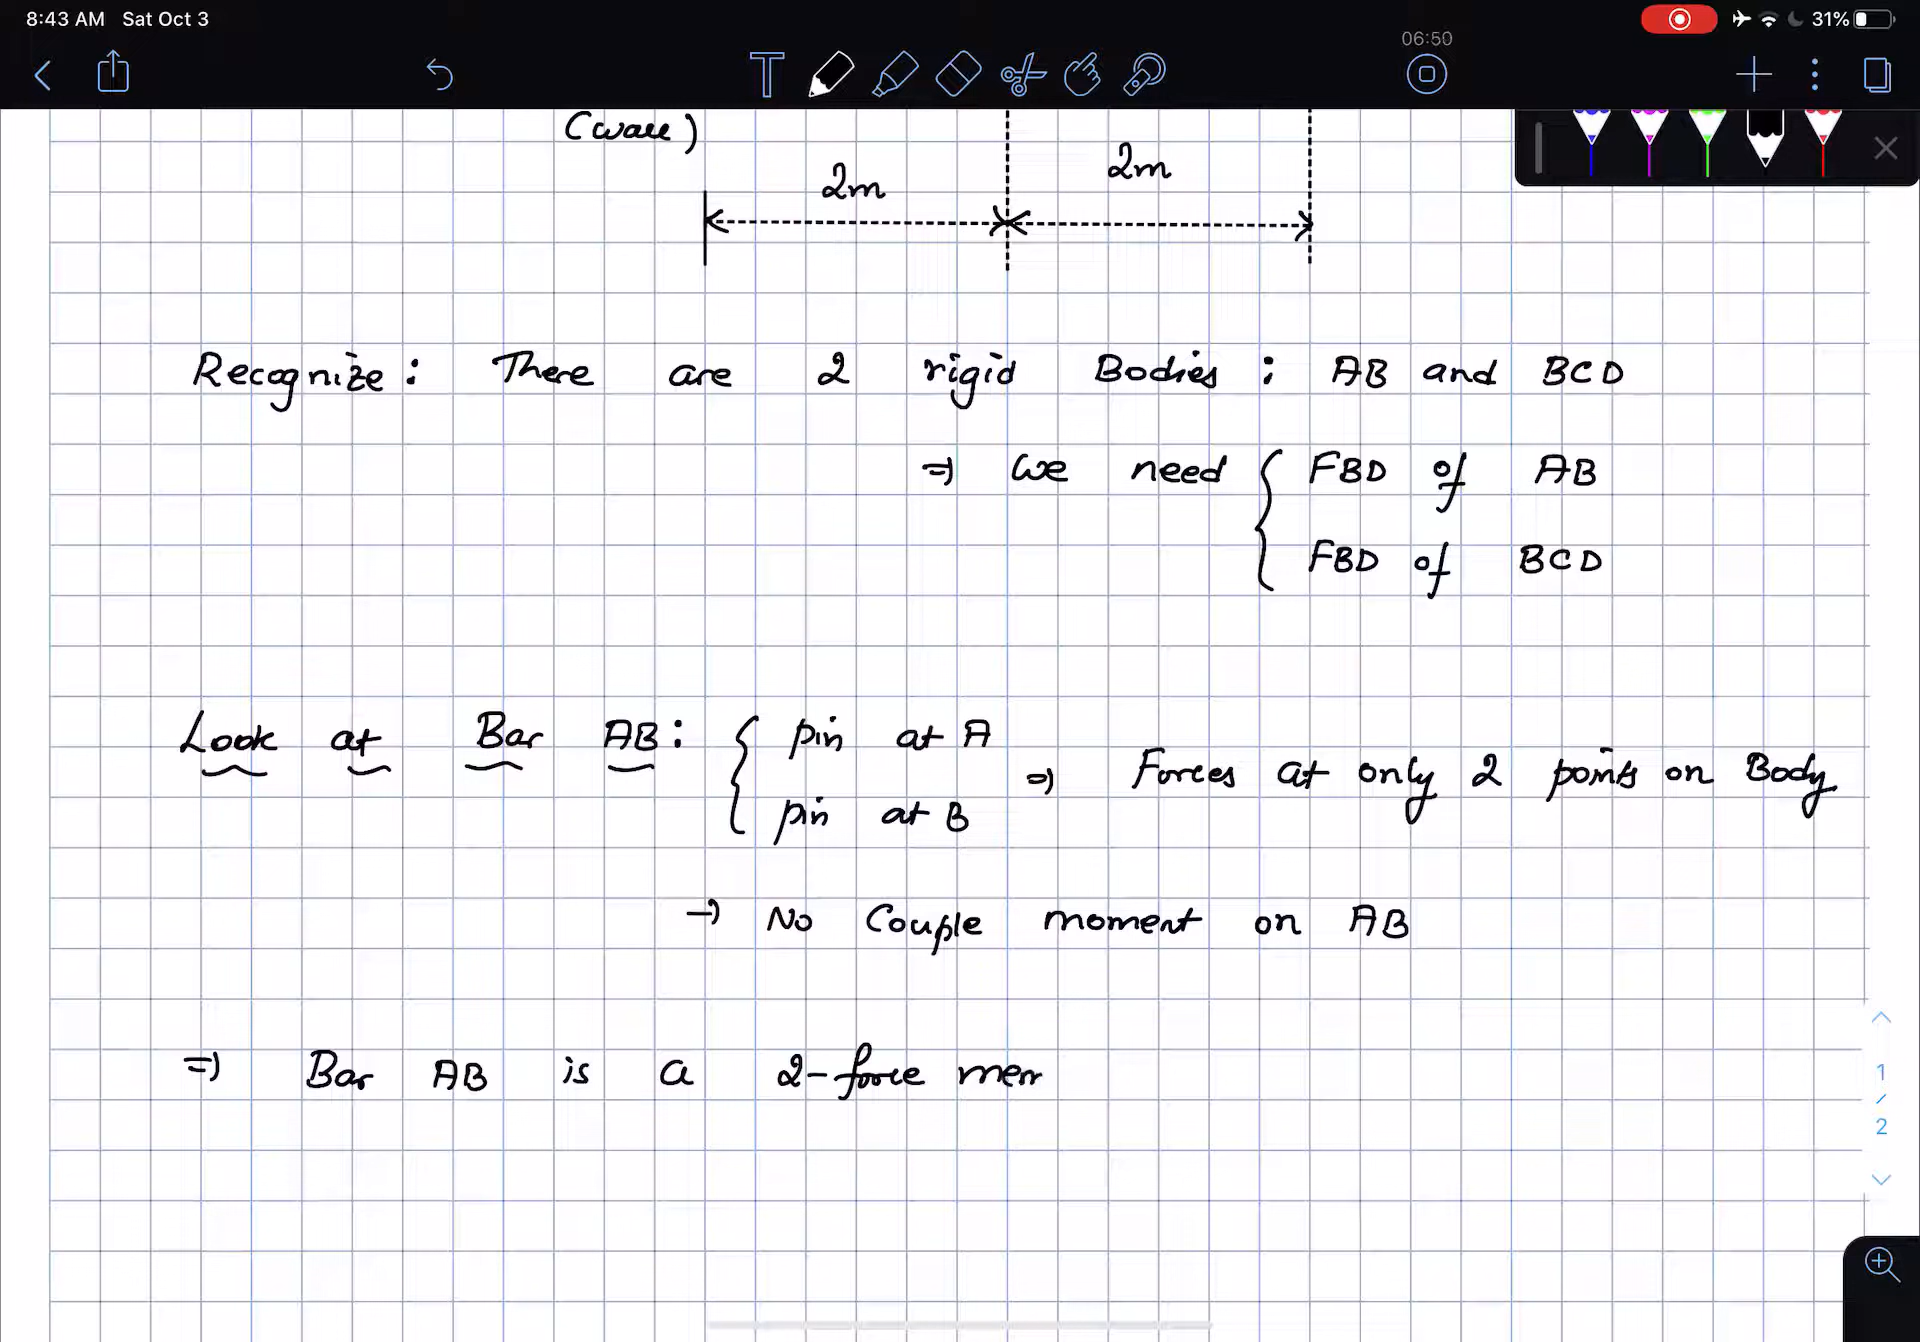 8:43 AM Sat Oct 3
31%
06:50
(wall)
2m 2m
Recognize: There are 2 rigid Bodies: AB and BCD
=) We need { FBD of AB
FBD of BCD
Look at Bar AB: { pin at A
pin at B
=) Forces at only 2 points on Body
→ No Couple moment on AB
=) Bar AB is a 2-force mem
1
/
2